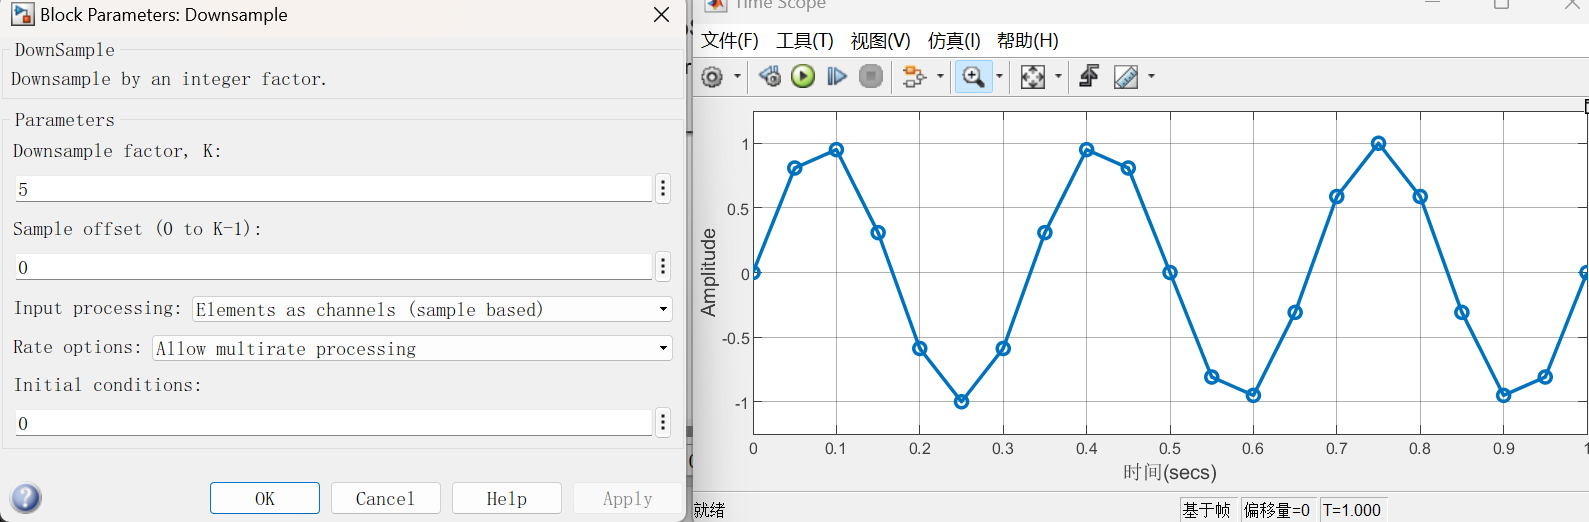 Block Parameters: Downsample
DownSample
Downsample by an integer factor.
Parameters
Downsample factor, K:
5
Sample offset (0 to K-1):
0
Input processing: Elements as channels (sample based)
Rate options: Allow multirate processing
Initial conditions:
0
OK Cancel Help Apply
Time Scope
文件(F) 工具(T) 视图(V) 仿真(I) 帮助(H)
Amplitude
1
0.5
0
-0.5
-1
0 0.1 0.2 0.3 0.4 0.5 0.6 0.7 0.8 0.9 1
时间(secs)
就绪 基于帧 偏移量=0 T=1.000